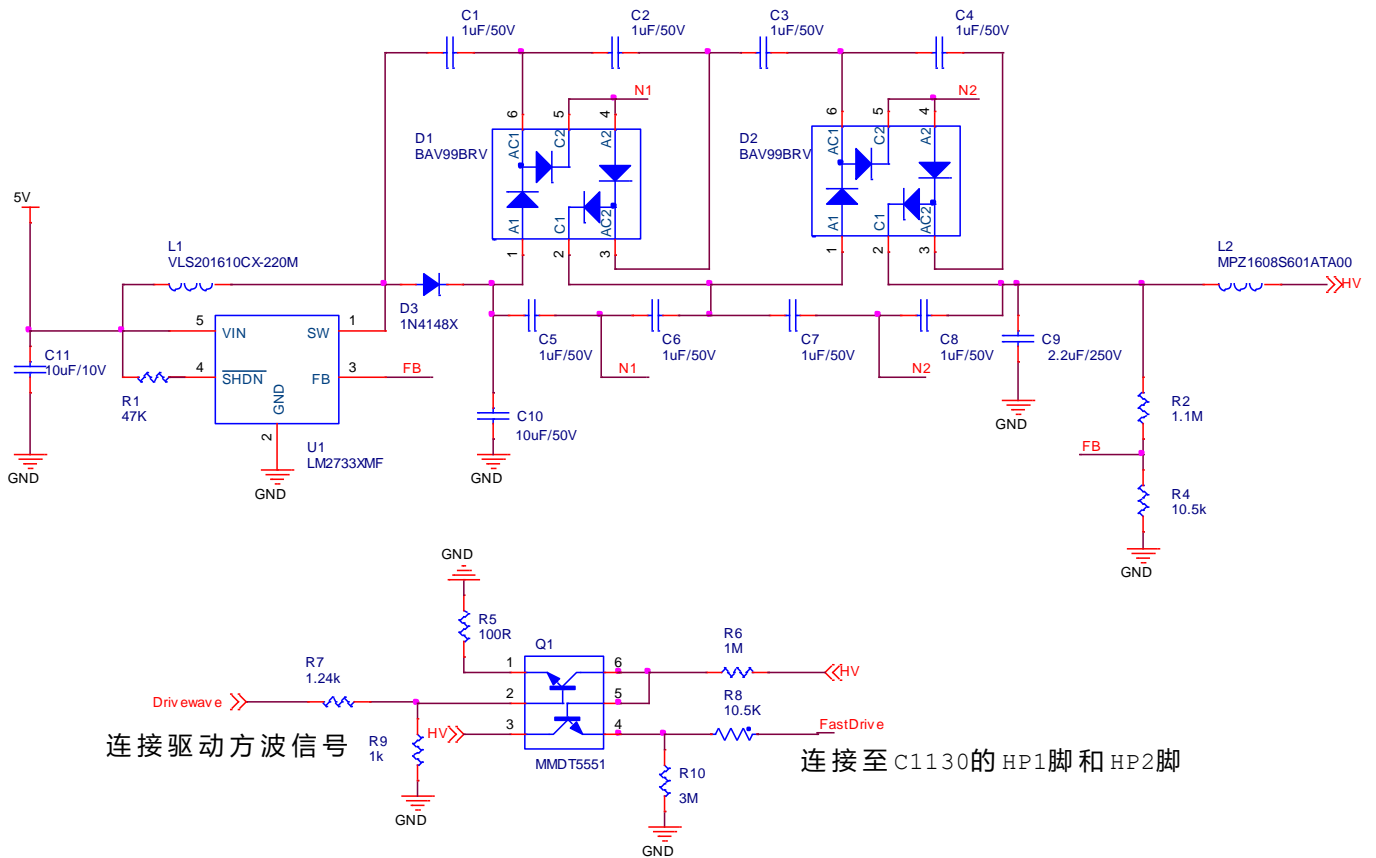 C1
1uF/50V
C2
1uF/50V
C3
1uF/50V
C4
1uF/50V
N1
N2
6
5
4
6
5
4
D1
BAV99BRV
AC1
C2
A2
D2
BAV99BRV
AC1
C2
A2
A1
C1
AC2
A1
C1
AC2
1
2
3
1
2
3
5V
L1
VLS201610CX-220M
L2
MPZ1608S601ATA00
HV
D3
1N4148X
5
VIN
SW
1
4
SHDN
FB
3
FB
GND
2
C11
10uF/10V
R1
47K
U1
LM2733XMF
GND
GND
C5
1uF/50V
C6
1uF/50V
C7
1uF/50V
C8
1uF/50V
N1
N2
C9
2.2uF/250V
GND
C10
10uF/50V
GND
R2
1.1M
FB
R4
10.5k
GND
GND
R5
100R
Q1
R6
1M
HV
1
6
2
5
3
4
R7
1.24k
Drivewave
R8
10.5K
FastDrive
HV
连接驱动方波信号
R9
1k
MMDT5551
连接至C1130的HP1脚和HP2脚
R10
3M
GND
GND